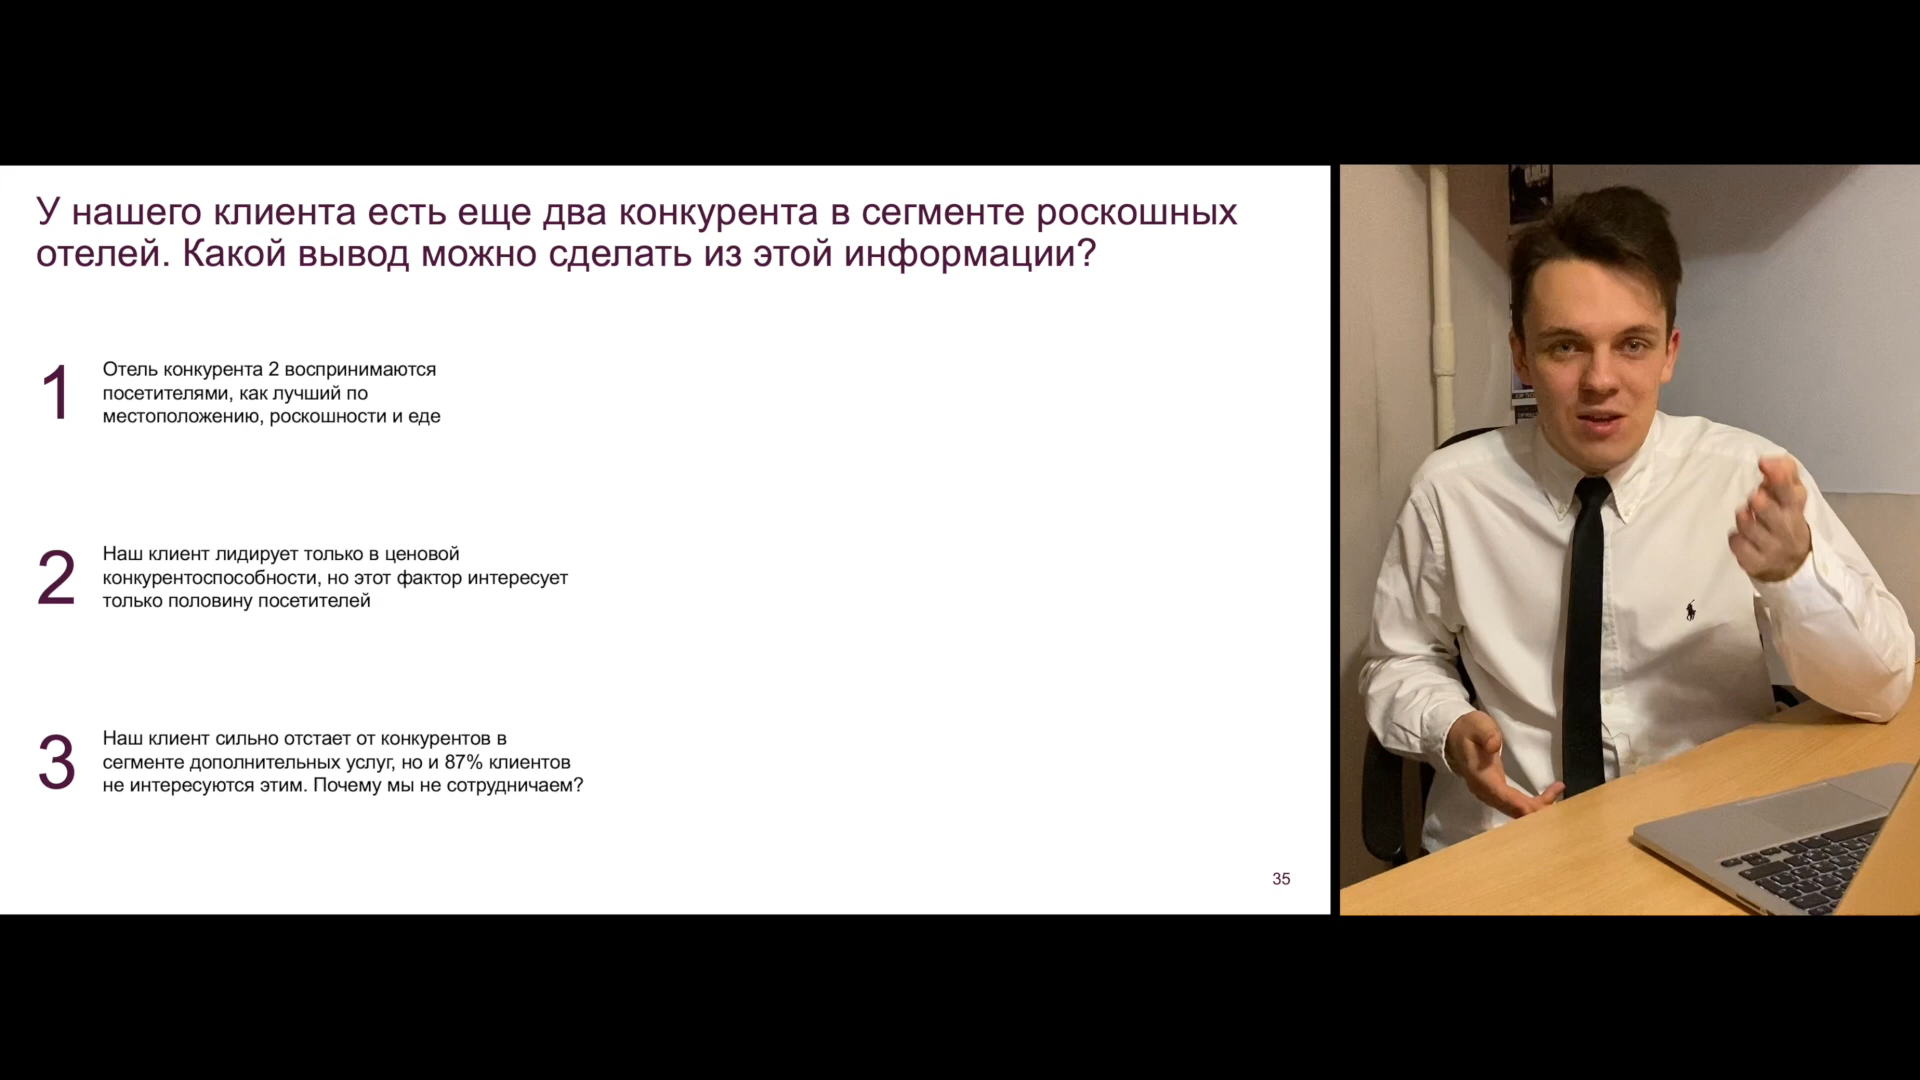 У нашего клиента есть еще два конкурента в сегменте роскошных
отелей. Какой вывод можно сделать из этой информации?
1
Отель конкурента 2 воспринимаются
посетителями, как лучший по
местоположению, роскошности и еде
2
Наш клиент лидирует только в ценовой
конкурентоспособности, но этот фактор интересует
только половину посетителей
3
Наш клиент сильно отстает от конкурентов в
сегменте дополнительных услуг, но и 87% клиентов
не интересуются этим. Почему мы не сотрудничаем?
35